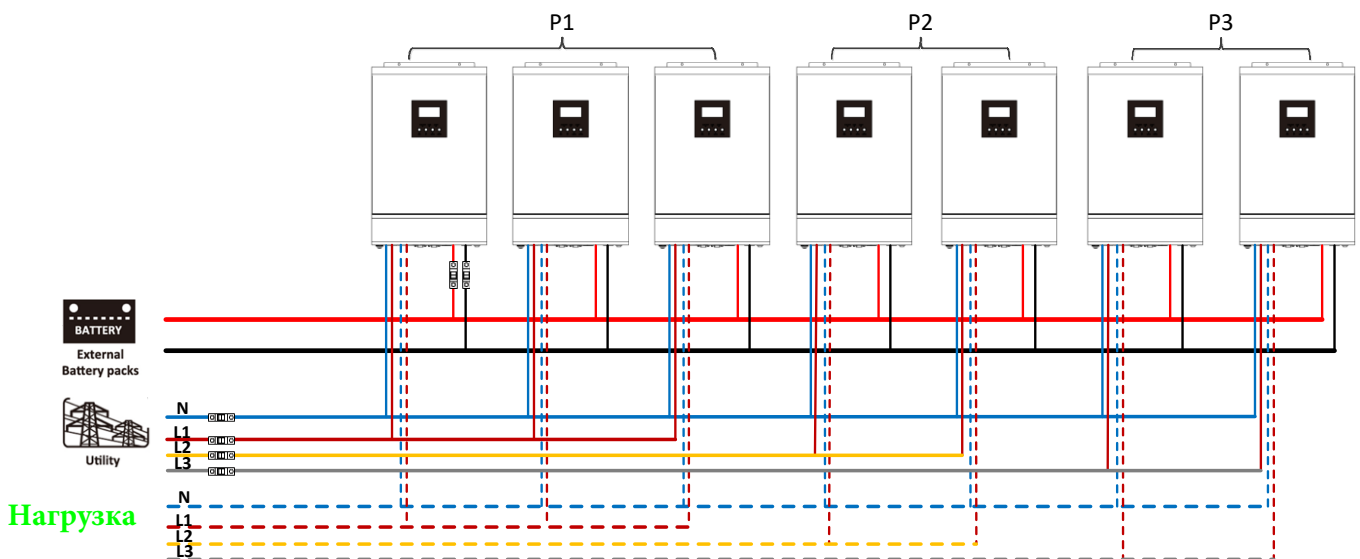 P1
P2
P3
BATTERY
External
Battery packs
N
L1
L2
L3
Utility
N
Нагрузка
L1
L2
L3